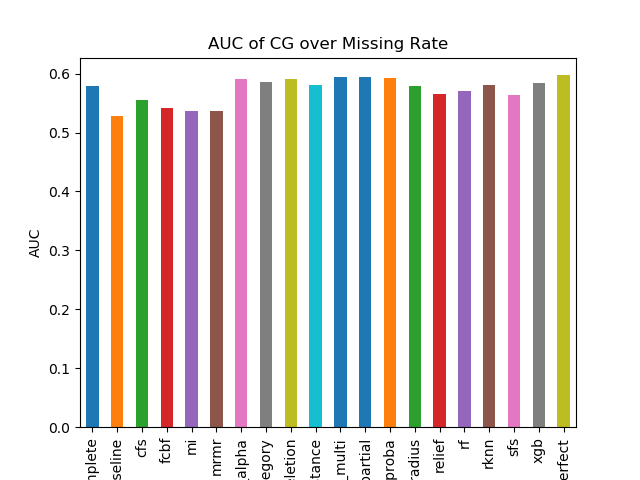 AUC of CG over Missing Rate
AUC
0.6
0.5
0.4
0.3
0.2
0.1
0.0
mplete
seline
cfs
fcbf
mi
mrmr
alpha
egory
letion
tance
_multi
partial
proba
radius
relief
rf
rknn
sfs
xgb
erfect